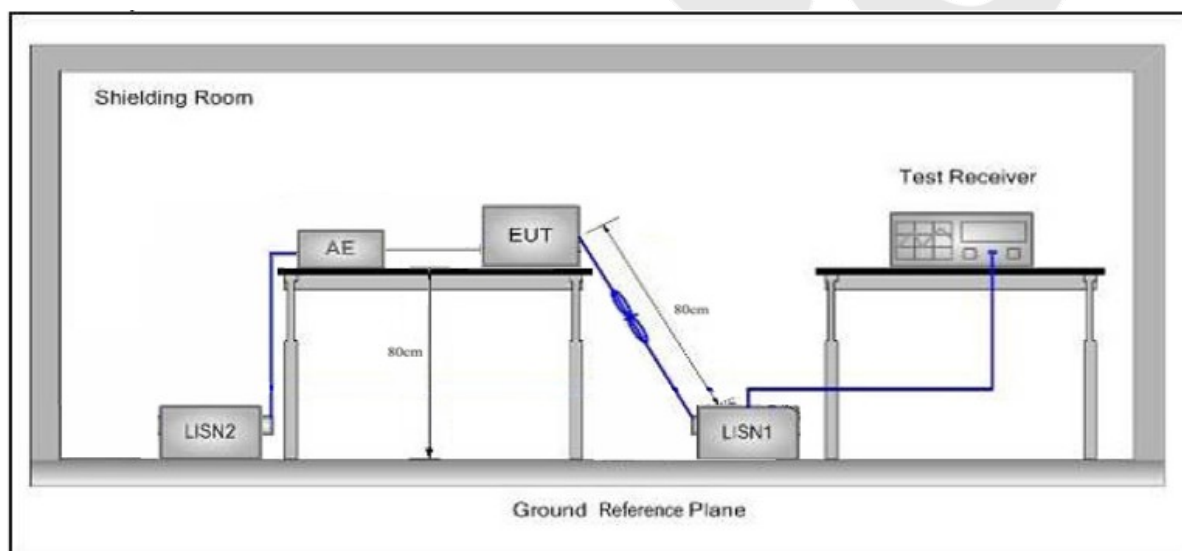 Shielding Room
Test Receiver
AE
EUT
80cm
80cm
LISN2
LISN1
Ground Reference Plane